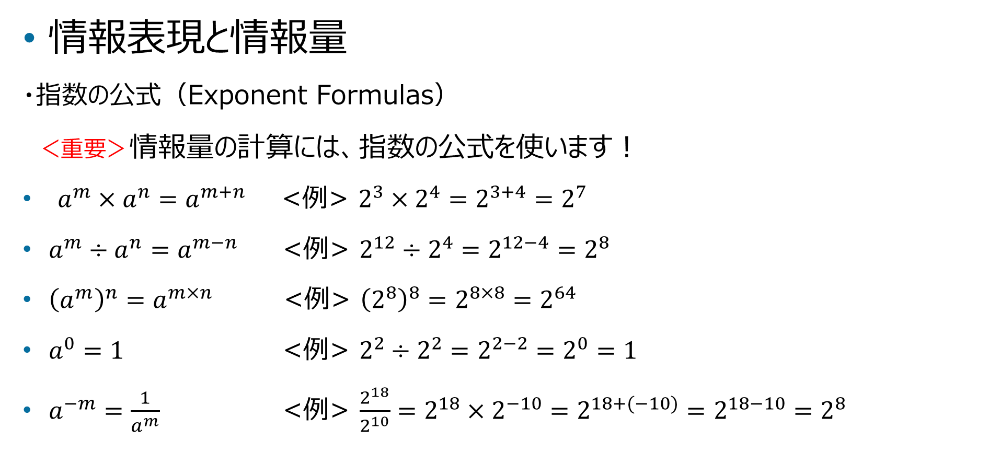 • 情報表現と情報量
・指数の公式（Exponent Formulas）
＜重要＞情報量の計算には、指数の公式を使います！
• $a^m \times a^n = a^{m+n}$ <例> $2^3 \times 2^4 = 2^{3+4} = 2^7$
• $a^m \div a^n = a^{m-n}$ <例> $2^{12} \div 2^4 = 2^{12-4} = 2^8$
• $(a^m)^n = a^{m \times n}$ <例> $(2^8)^8 = 2^{8 \times 8} = 2^{64}$
• $a^0 = 1$ <例> $2^2 \div 2^2 = 2^{2-2} = 2^0 = 1$
• $a^{-m} = \frac{1}{a^m}$ <例> $\frac{2^{18}}{2^{10}} = 2^{18} \times 2^{-10} = 2^{18+(-10)} = 2^{18-10} = 2^8$